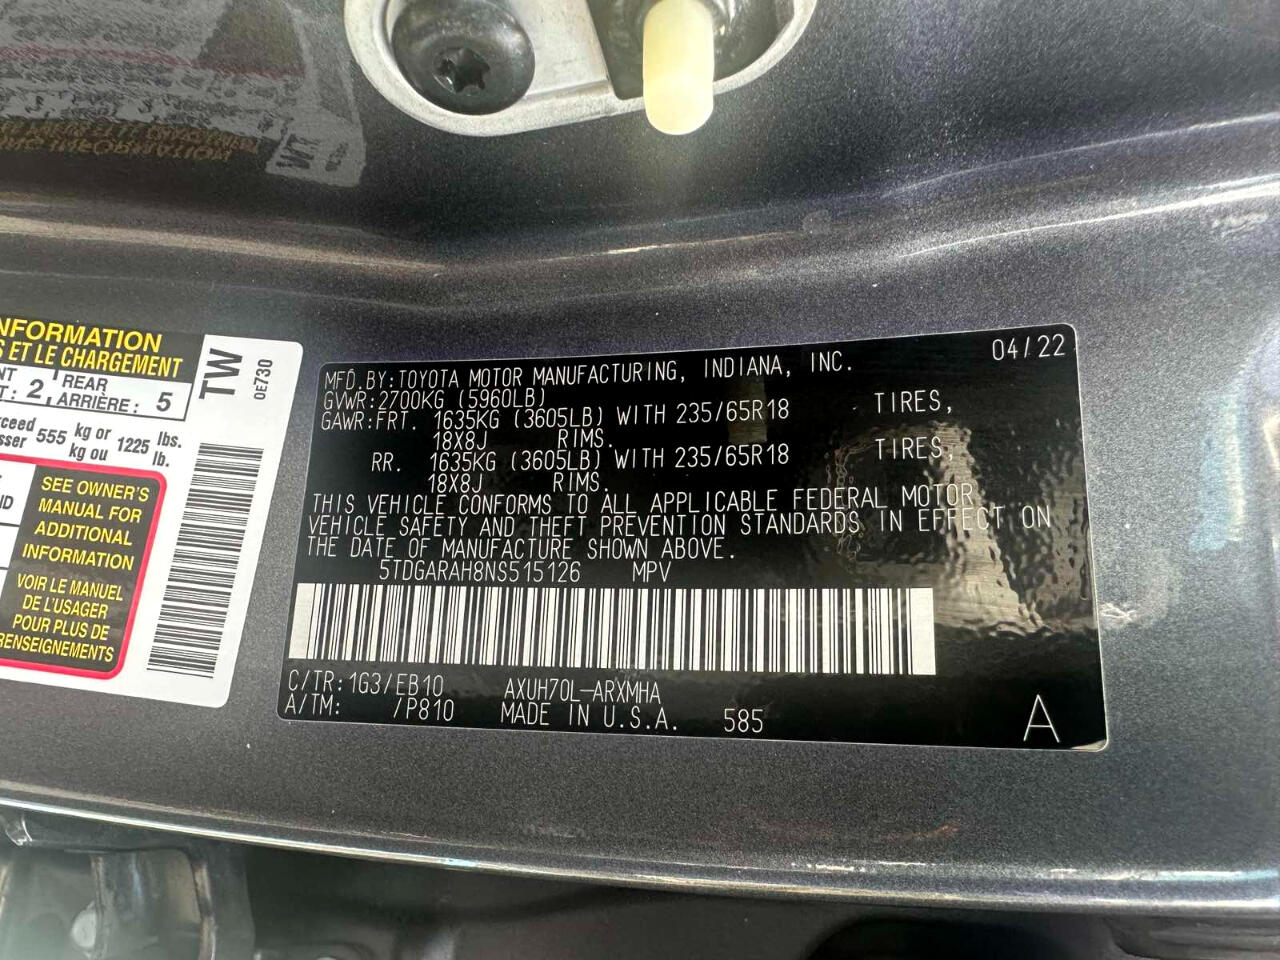 NFORMATION
S ET LE CHARGEMENT
NT : 2, REAR ARRIÈRE : 5
xceed sser 555 kg or kg ou 1225 lbs. lb.
SEE OWNER'S
MANUAL FOR
ADDITIONAL
INFORMATION
VOIR LE MANUEL
DE L'USAGER
POUR PLUS DE
RENSEIGNEMENTS
TW
0E730
MFD.BY:TOYOTA MOTOR MANUFACTURING, INDIANA, INC. 04/22
GVWR:2700KG (5960LB)
GAWR:FRT. 1635KG (3605LB) WITH 235/65R18 TIRES,
18X8J RIMS.
RR. 1635KG (3605LB) WITH 235/65R18 TIRES,
18X8J RIMS.
THIS VEHICLE CONFORMS TO ALL APPLICABLE FEDERAL MOTOR
VEHICLE SAFETY AND THEFT PREVENTION STANDARDS IN EFFECT ON
THE DATE OF MANUFACTURE SHOWN ABOVE.
5TDGARAH8NS515126 MPV
C/TR:1G3/EB10 AXUH70L-ARXMHA
A/TM: /P810 MADE IN U.S.A. 585
A